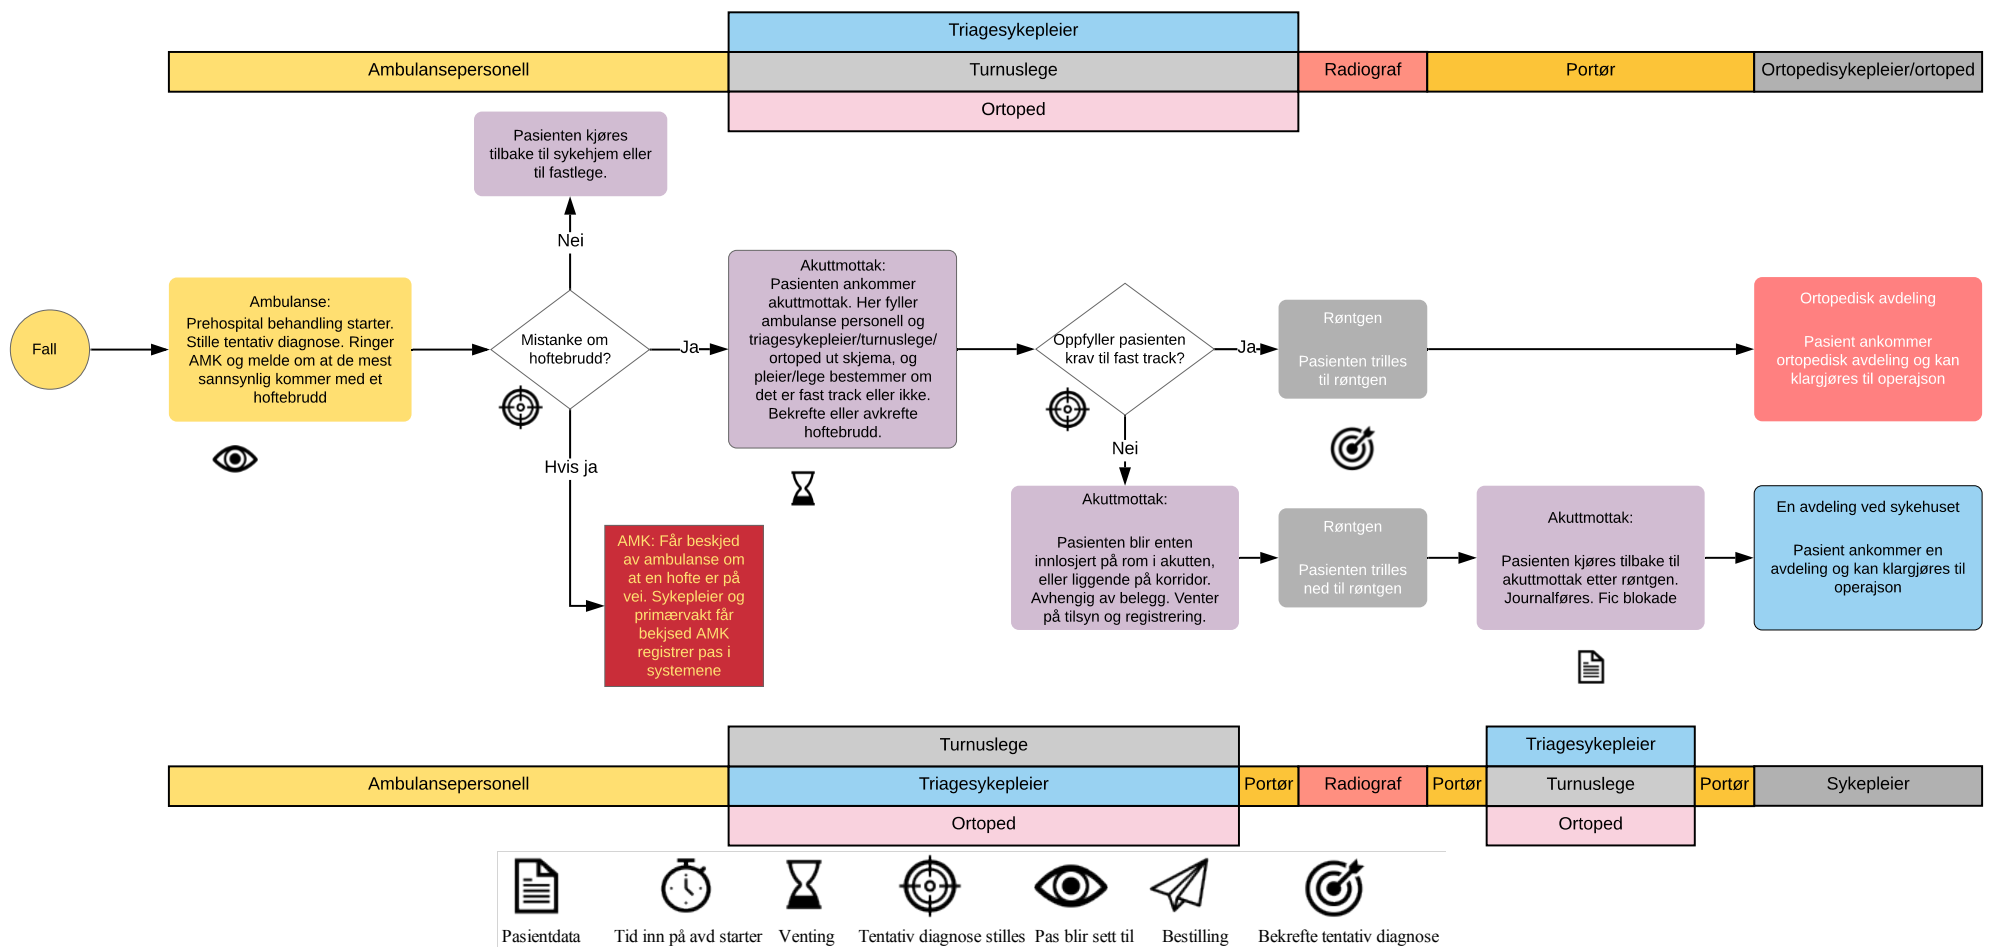 Triagesykepleier
Ambulansepersonell
Turnuslege
Radiograf
Portør
Ortopedisykepleier/ortoped
Ortoped
Pasienten kjøres
tilbake til sykehjem eller
til fastlege.
Nei
Fall
Ambulanse:
Prehospital behandling starter.
Stille tentativ diagnose. Ringer
AMK og melde om at de mest
sannsynlig kommer med et
hoftebrudd
Mistanke om
hoftebrudd?
Ja
Hvis ja
AMK: Får beskjed
av ambulanse om
at en hofte er på
vei. Sykepleier og
primærvakt får
bekjsed AMK
registrer pas i
systemene
Akuttmottak:
Pasienten ankommer
akuttmottak. Her fyller
ambulanse personell og
triagesykepleier/turnuslege/
ortoped ut skjema, og
pleier/lege bestemmer om
det er fast track eller ikke.
Bekrefte eller avkrefte
hoftebrudd.
Oppfyller pasienten
krav til fast track?
Ja
Røntgen
Pasienten trilles
til røntgen
Ortopedisk avdeling
Pasient ankommer
ortopedisk avdeling og kan
klargjøres til operajson
Nei
Akuttmottak:
Pasienten blir enten
innlosjert på rom i akutten,
eller liggende på korridor.
Avhengig av belegg. Venter
på tilsyn og registrering.
Røntgen
Pasienten trilles
ned til røntgen
Akuttmottak:
Pasienten kjøres tilbake til
akuttmottak etter røntgen.
Journalføres. Fic blokade
En avdeling ved sykehuset
Pasient ankommer en
avdeling og kan klargjøres til
operajson
Turnuslege
Triagesykepleier
Ambulansepersonell
Triagesykepleier
Portør
Radiograf
Portør
Turnuslege
Portør
Sykepleier
Ortoped
Ortoped
Pasientdata
Tid inn på avd starter
Venting
Tentativ diagnose stilles
Pas blir sett til
Bestilling
Bekrefte tentativ diagnose